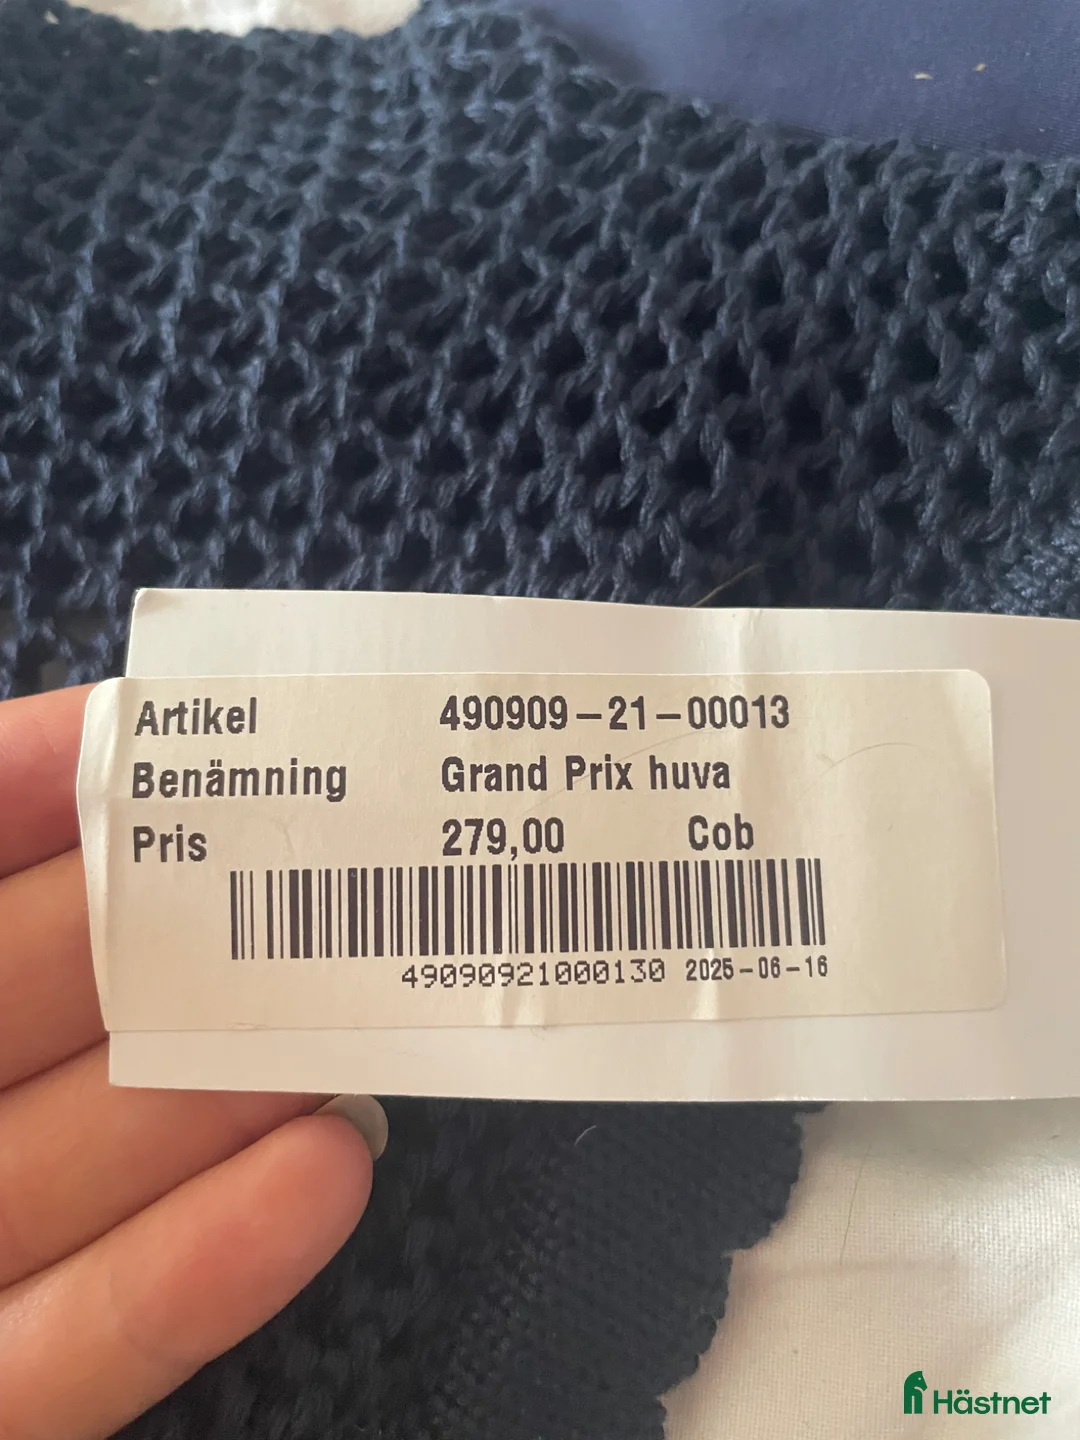 Artikel 490909-21-00013
Benämning Grand Prix huva
Pris 279,00 Cob
49090921000130 2025-06-16
Hästnet